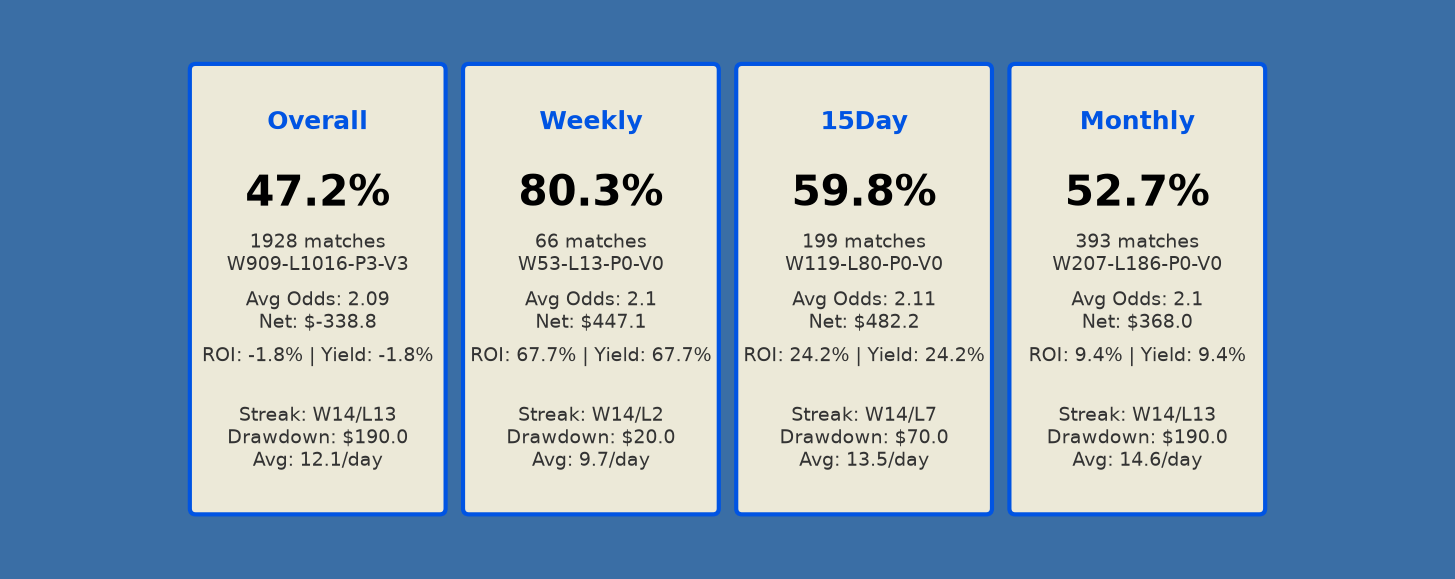 Overall
47.2%
1928 matches
W909-L1016-P3-V3
Avg Odds: 2.09
Net: $-338.8
ROI: -1.8% | Yield: -1.8%
Streak: W14/L13
Drawdown: $190.0
Avg: 12.1/day
Weekly
80.3%
66 matches
W53-L13-P0-V0
Avg Odds: 2.1
Net: $447.1
ROI: 67.7% | Yield: 67.7%
Streak: W14/L2
Drawdown: $20.0
Avg: 9.7/day
15Day
59.8%
199 matches
W119-L80-P0-V0
Avg Odds: 2.11
Net: $482.2
ROI: 24.2% | Yield: 24.2%
Streak: W14/L7
Drawdown: $70.0
Avg: 13.5/day
Monthly
52.7%
393 matches
W207-L186-P0-V0
Avg Odds: 2.1
Net: $368.0
ROI: 9.4% | Yield: 9.4%
Streak: W14/L13
Drawdown: $190.0
Avg: 14.6/day